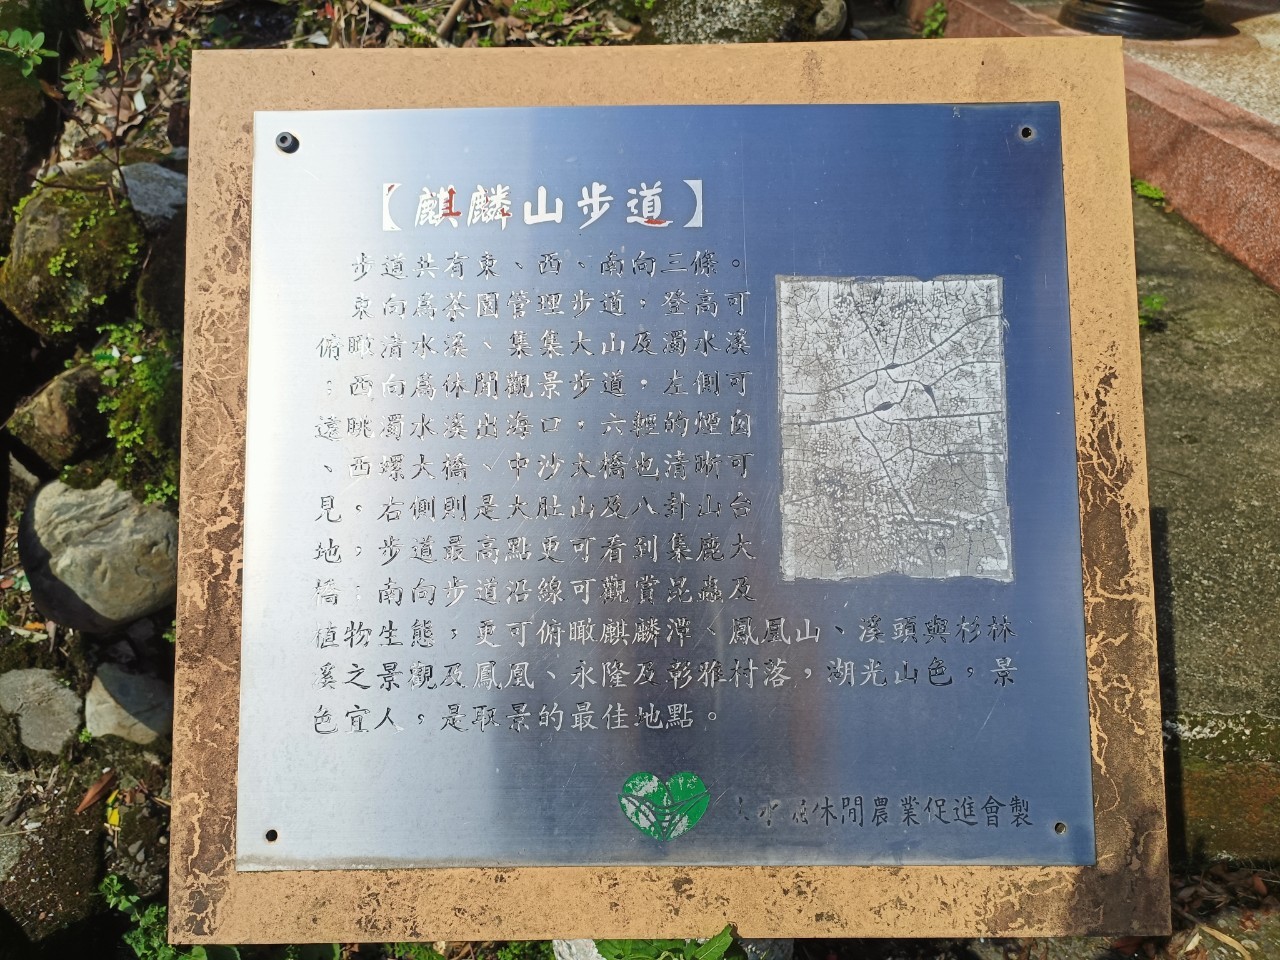 【麒麟山步道】
步道共有東、西、南向三條。
東向為茶園管理步道，登高可
俯瞰清水溪、集集大山及濁水溪
；西向為休閒觀景步道，左側可
遠眺濁水溪出海口，六輕的煙囪
、西螺大橋、中沙大橋也清晰可
見。右側則是大肚山及八卦山台
地，步道最高點更可看到集鹿大
橋；南向步道沿線可觀賞昆蟲及
植物生態，更可俯瞰麒麟潭、鳳凰山、溪頭與杉林
溪之景觀及鳳凰、永隆及彰雅村落，湖光山色，景
色宜人，是取景的最佳地點。
水 休閒農業促進會製